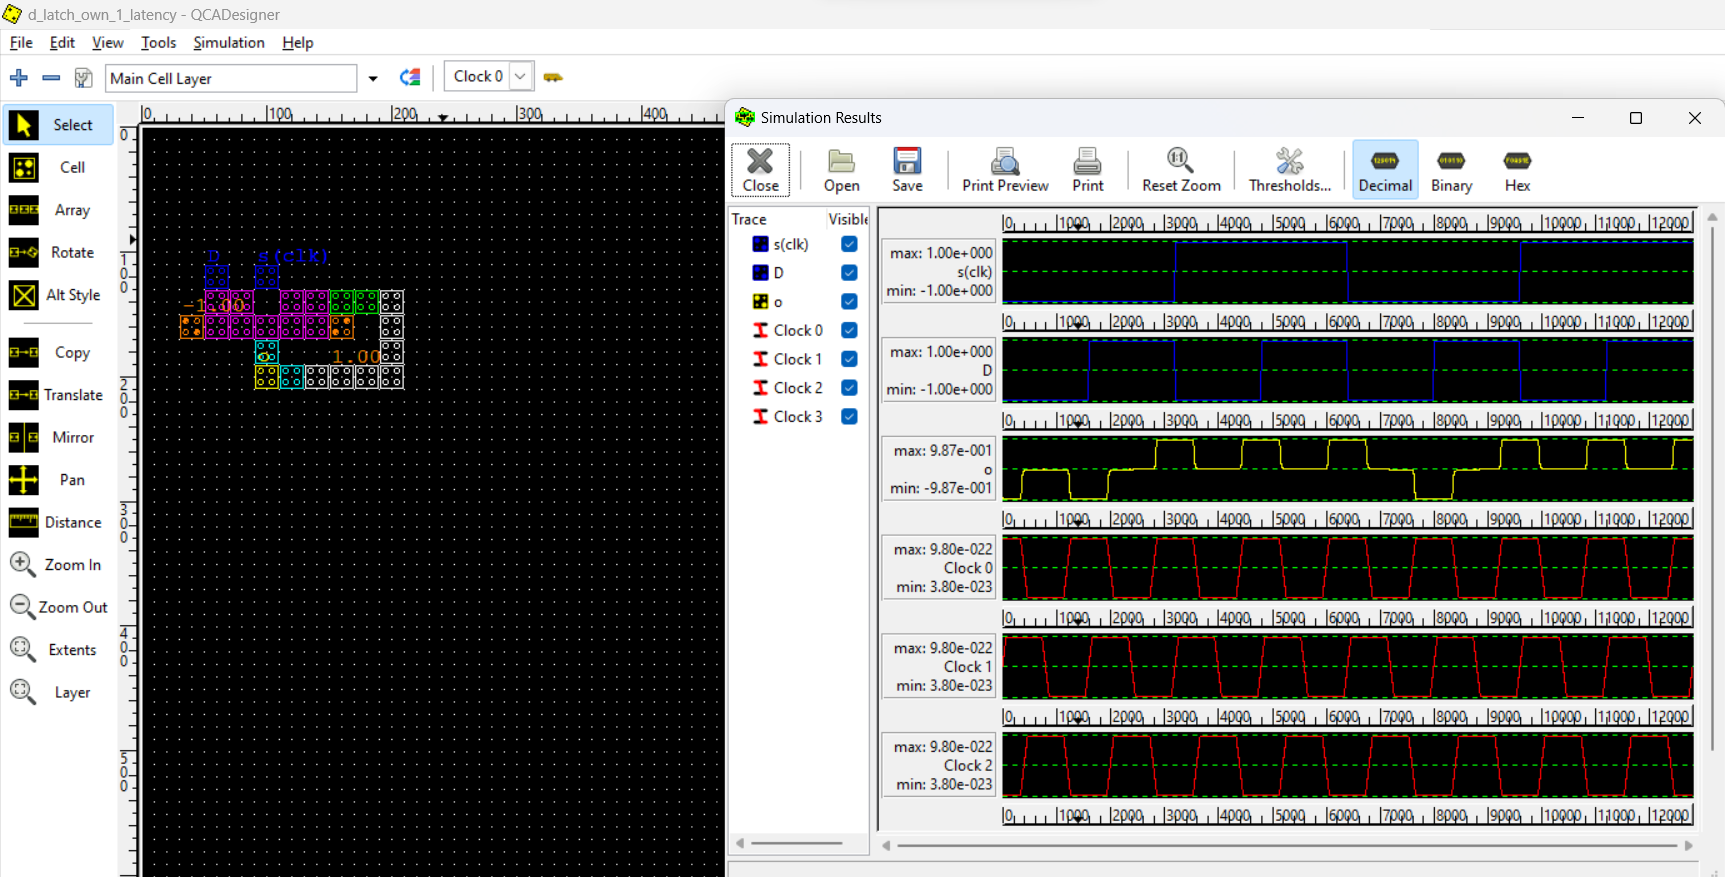 d_latch_own_1_latency - QCADesigner
File Edit View Tools Simulation Help
Main Cell Layer
Clock 0
Select
Cell
Array
Rotate
Alt Style
Copy
Translate
Mirror
Pan
Distance
Zoom In
Zoom Out
Extents
Layer
0 100 200 300 400
0
100
200
300
400
500
D s(clk)
-1.00
o 1.00
Simulation Results
Close Open Save Print Preview Print Reset Zoom Thresholds... Decimal Binary Hex
Trace Visible
s(clk)
D
o
Clock 0
Clock 1
Clock 2
Clock 3
0 1000 2000 3000 4000 5000 6000 7000 8000 9000 10000 11000 12000
max: 1.00e+000
s(clk)
min: -1.00e+000
0 1000 2000 3000 4000 5000 6000 7000 8000 9000 10000 11000 12000
max: 1.00e+000
D
min: -1.00e+000
0 1000 2000 3000 4000 5000 6000 7000 8000 9000 10000 11000 12000
max: 9.87e-001
o
min: -9.87e-001
0 1000 2000 3000 4000 5000 6000 7000 8000 9000 10000 11000 12000
max: 9.80e-022
Clock 0
min: 3.80e-023
0 1000 2000 3000 4000 5000 6000 7000 8000 9000 10000 11000 12000
max: 9.80e-022
Clock 1
min: 3.80e-023
0 1000 2000 3000 4000 5000 6000 7000 8000 9000 10000 11000 12000
max: 9.80e-022
Clock 2
min: 3.80e-023
0 1000 2000 3000 4000 5000 6000 7000 8000 9000 10000 11000 12000